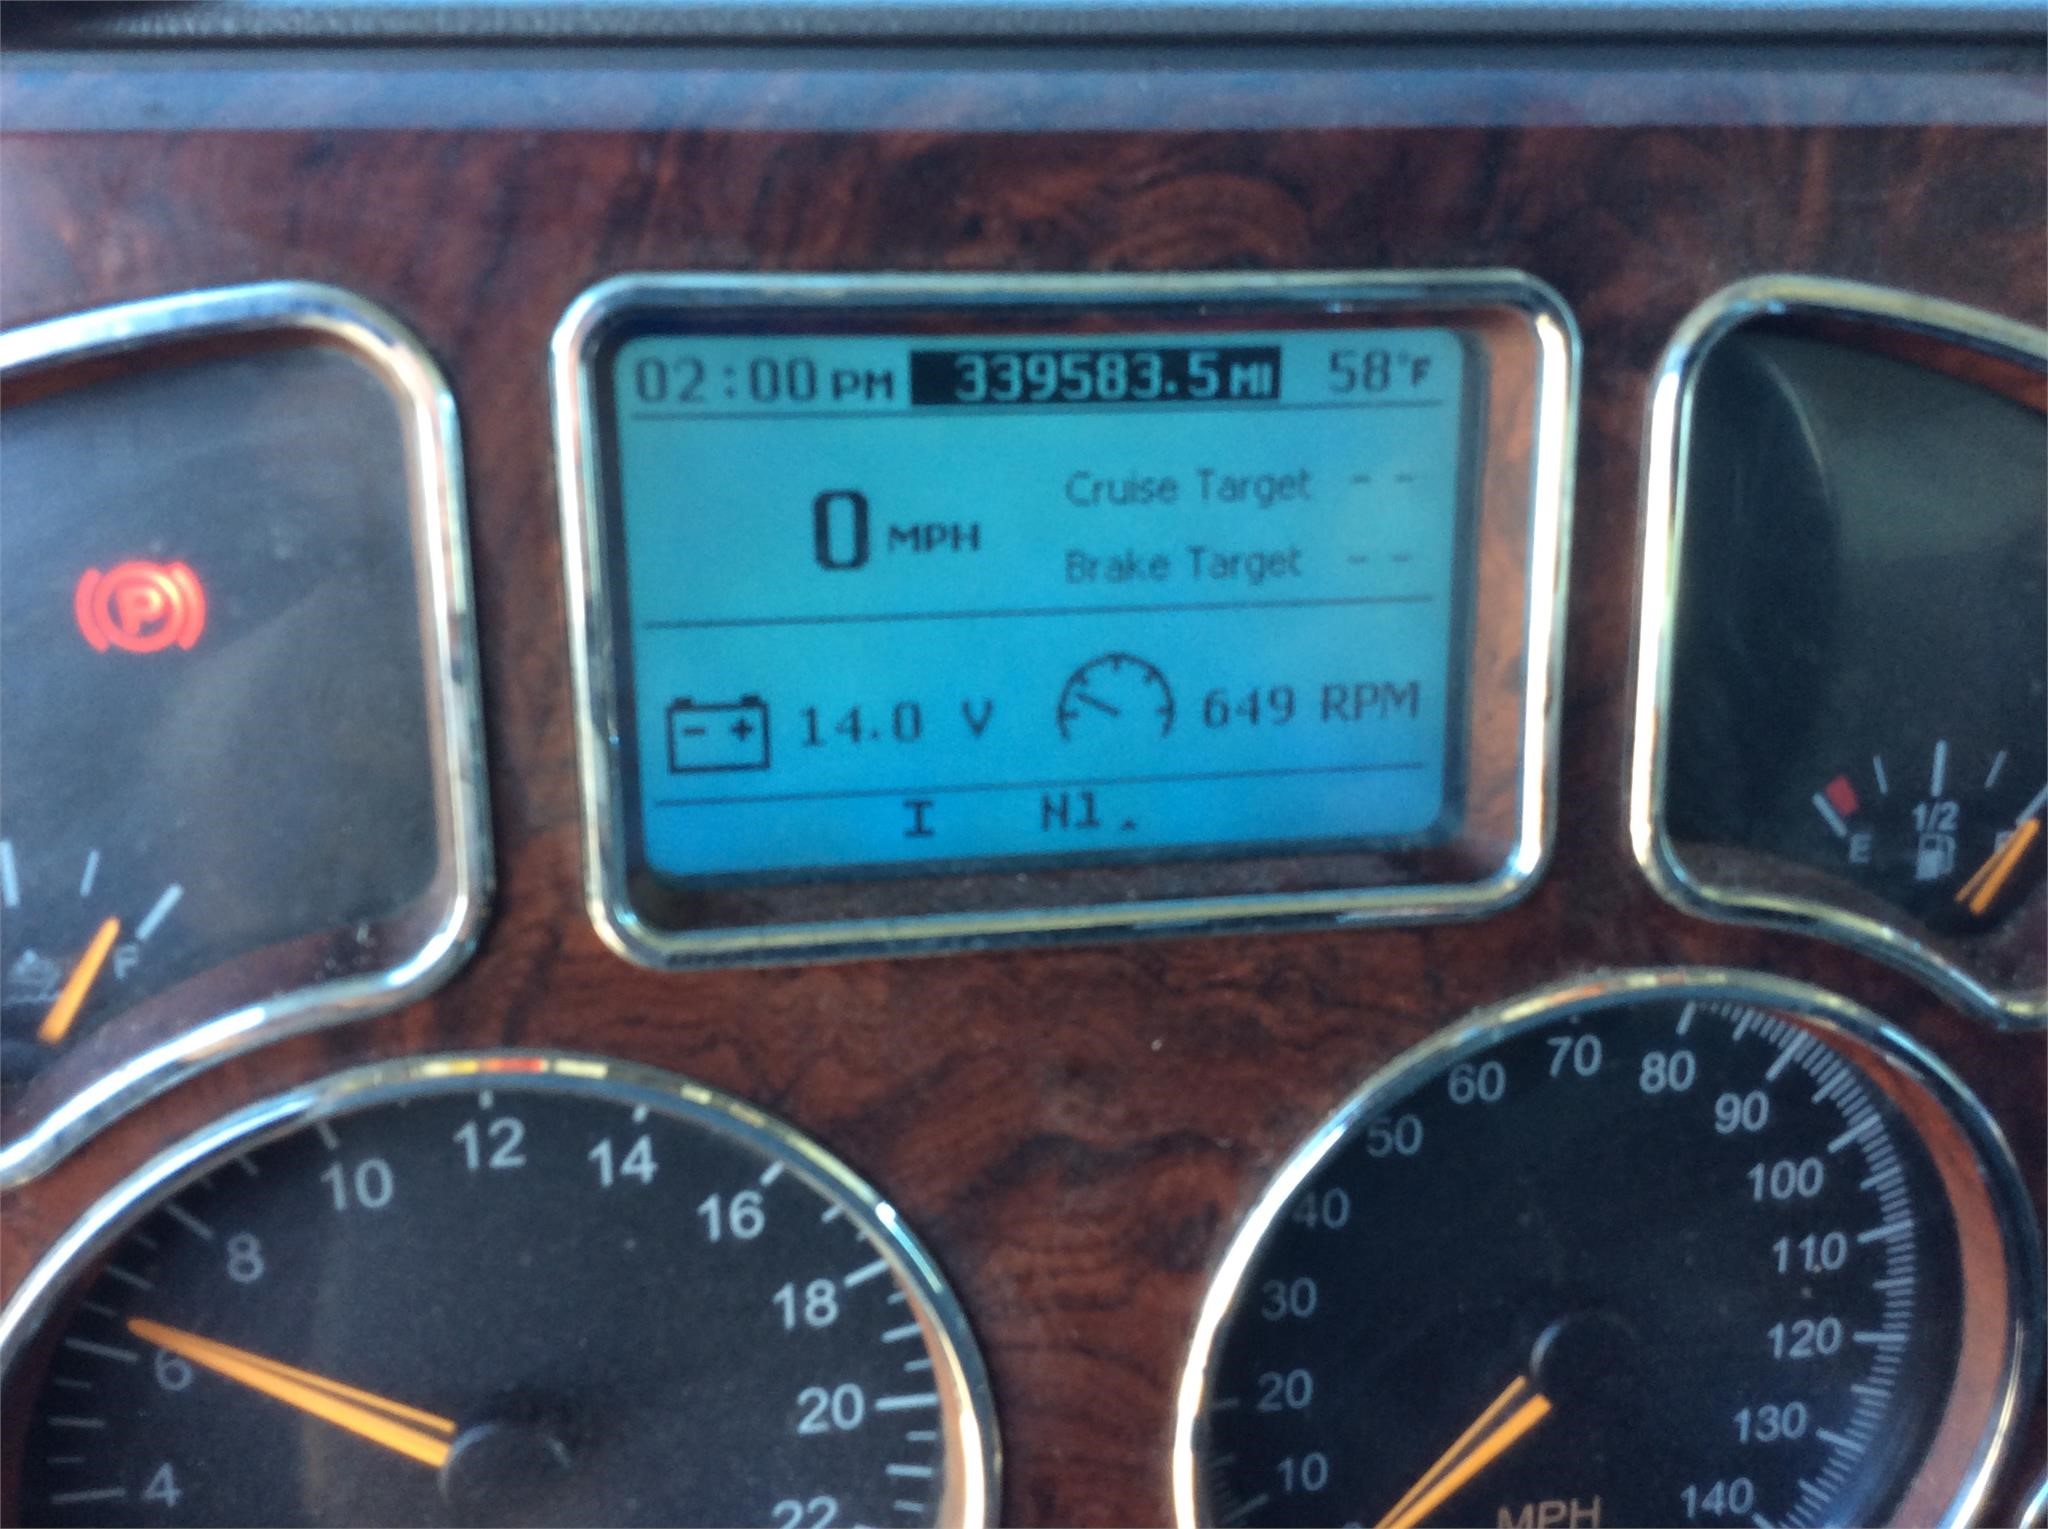 02:00 PM 339583.5 MI 58°F
0 MPH
Cruise Target - -
Brake Target - -
- + 14.0 V 649 RPM
I N1.
P
E 1/2
F
4
6
8
10
12
14
16
18
20
22
10
20
30
40
50
60
70
80
90
100
110
120
130
140
MPH